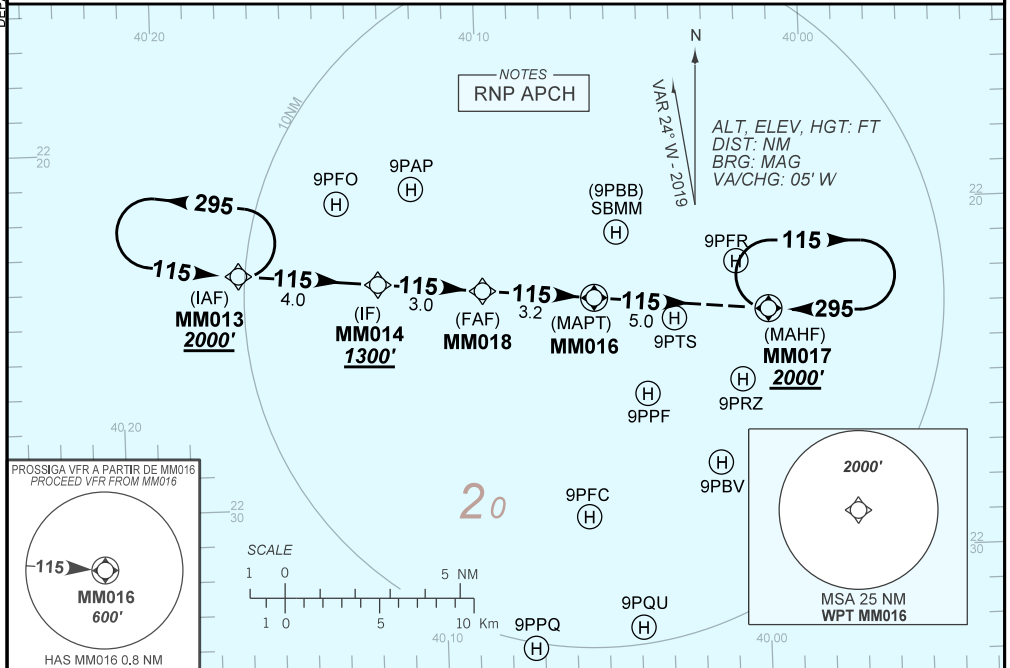 DEP
40 20
40 10
40 00
N
NOTES
RNP APCH
10NM
VAR 24° W - 2019
ALT, ELEV, HGT: FT
DIST: NM
BRG: MAG
VA/CHG: 05' W
22
20
22
20
9PFO
H
9PAP
H
(9PBB)
SBMM
H
9PFR
H
295
115
115
295
115
4.0
115
3.0
115
3.2
115
5.0
(IAF)
MM013
2000'
(IF)
MM014
1300'
(FAF)
MM018
(MAPT)
MM016
H
9PTS
(MAHF)
MM017
2000'
H
9PPF
H
9PRZ
H
9PBV
9PFC
H
9PQU
H
9PPQ
H
40 20
22
30
20
PROSSIGA VFR A PARTIR DE MM016
PROCEED VFR FROM MM016
115
MM016
600'
HAS MM016 0.8 NM
SCALE
1 0 5 NM
1 0 5 10 Km
40 10
40 00
22
30
2000'
MSA 25 NM
WPT MM016